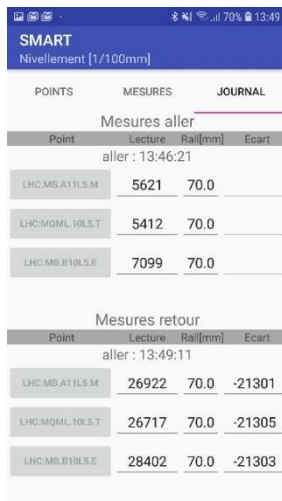 70% 13:49
SMART
Nivellement [1/100mm]
POINTS MESURES JOURNAL
Mesures aller
Point Lecture Rall[mm] Ecart
aller : 13:46:21
LHC:MB.A11L5.M 5621 70.0
LHC:MQML.10L5.T 5412 70.0
LHC:MB.B10L5.E 7099 70.0
Mesures retour
Point Lecture Rall[mm] Ecart
aller : 13:49:11
LHC:MB.A11L5.M 26922 70.0 -21301
LHC:MQML.10L5.T 26717 70.0 -21305
LHC:MB.B10L5.E 28402 70.0 -21303